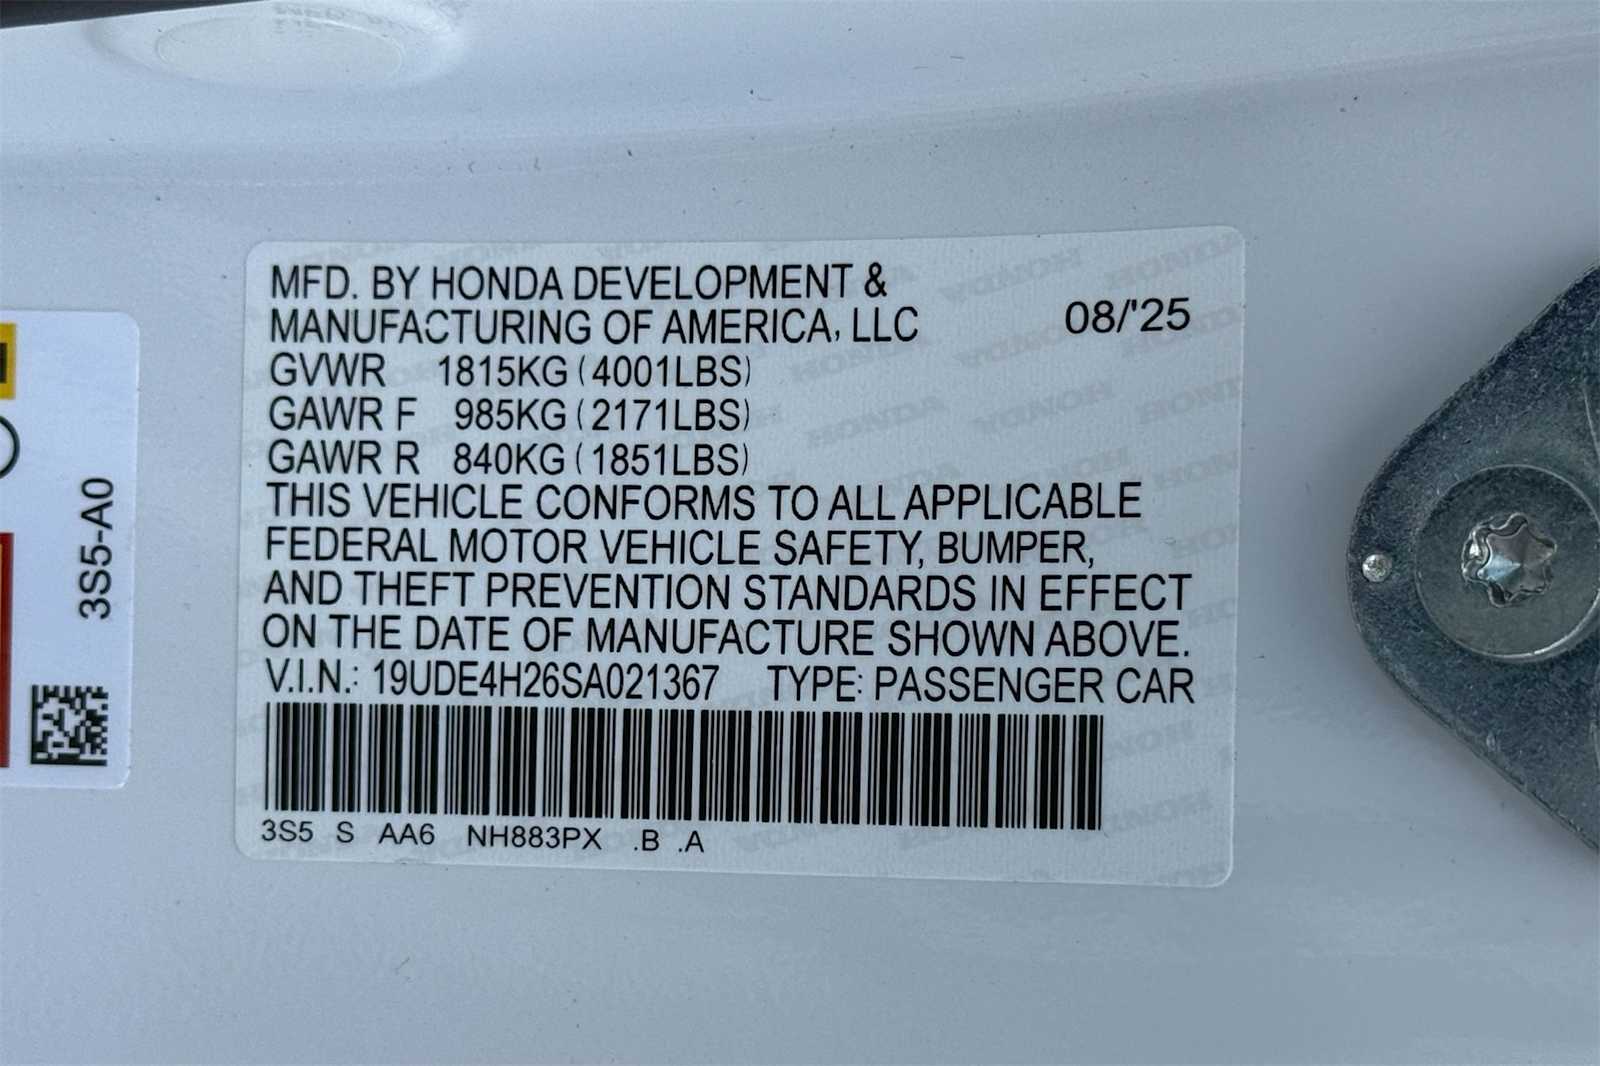 MFD. BY HONDA DEVELOPMENT &
MANUFACTURING OF AMERICA, LLC 08/'25
GVWR 1815KG (4001LBS)
GAWR F 985KG (2171LBS)
GAWR R 840KG (1851LBS)
THIS VEHICLE CONFORMS TO ALL APPLICABLE
FEDERAL MOTOR VEHICLE SAFETY, BUMPER,
AND THEFT PREVENTION STANDARDS IN EFFECT
ON THE DATE OF MANUFACTURE SHOWN ABOVE.
V.I.N.: 19UDE4H26SA021367 TYPE: PASSENGER CAR
3S5 S AA6 NH883PX .B .A
3S5-A0
HONDA